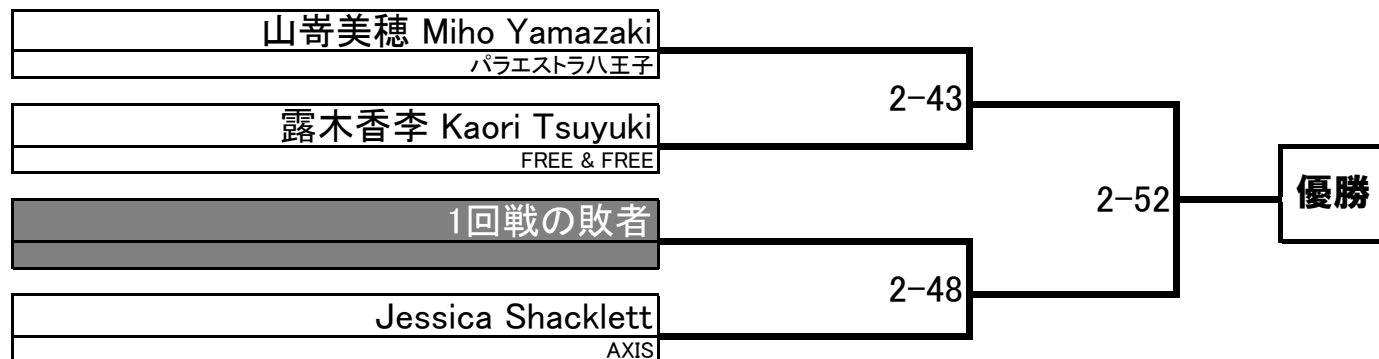 山嵜美穂 Miho Yamazaki
パラエストラ八王子
2-43
露木香李 Kaori Tsuyuki
FREE & FREE
2-52
優勝
1回戦の敗者
2-48
Jessica Shacklett
AXIS